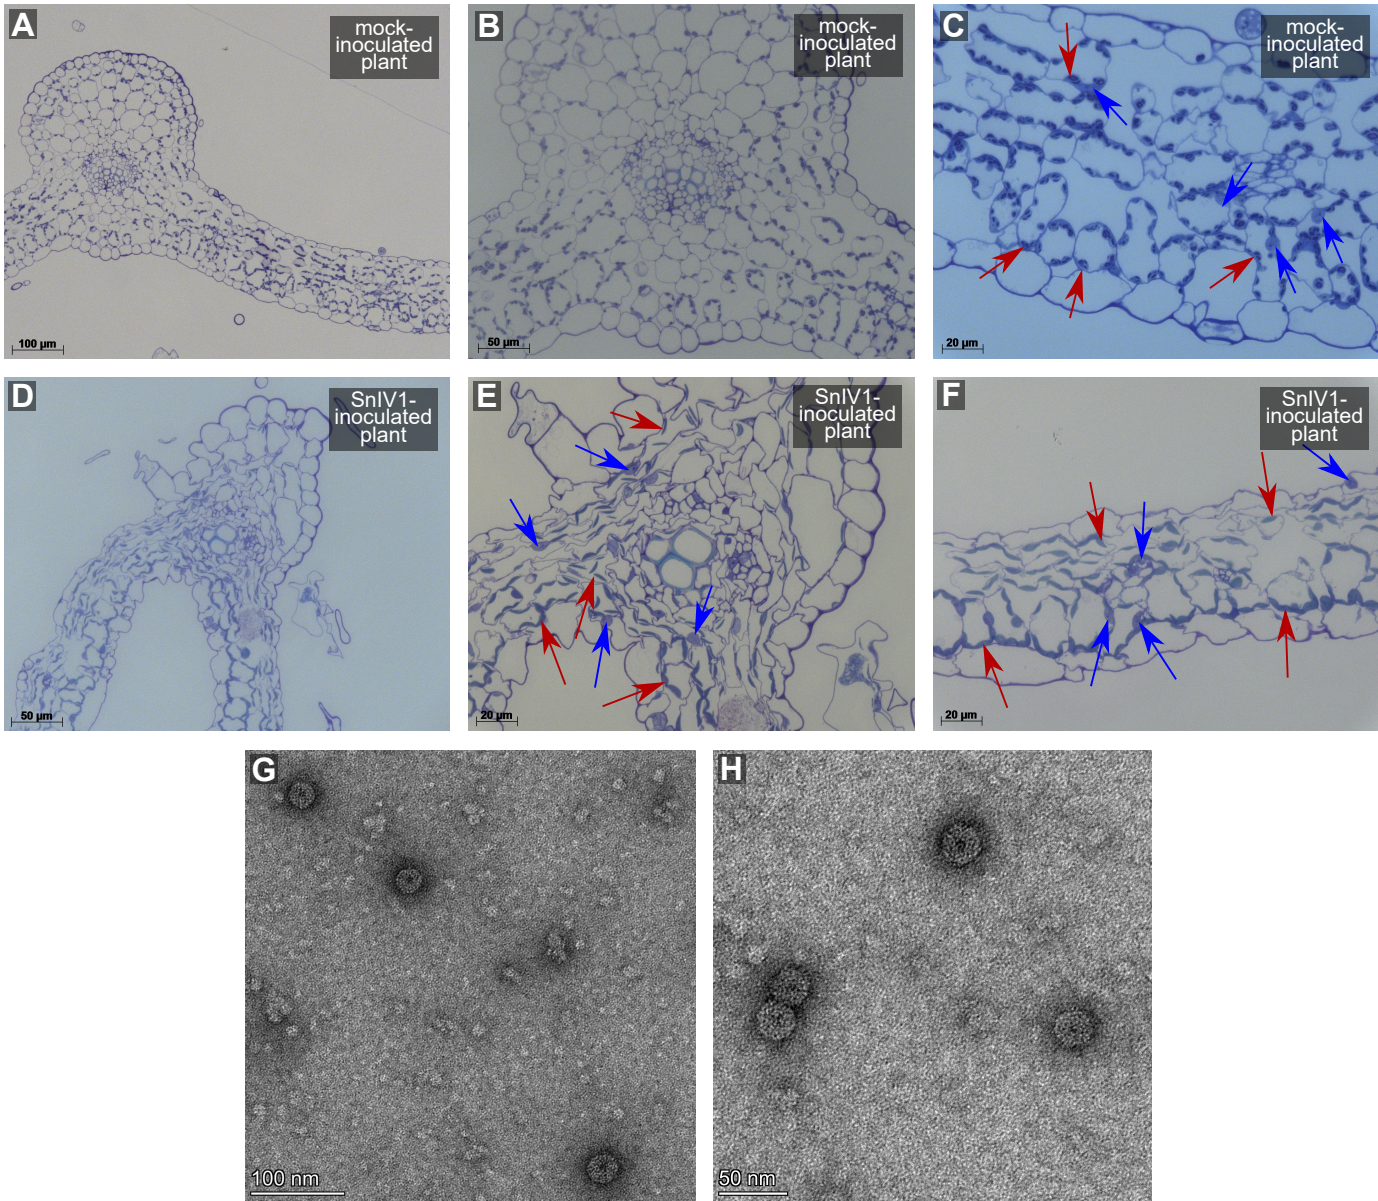 A
mock-
inoculated
plant
100 µm
B
mock-
inoculated
plant
50 µm
C
mock-
inoculated
plant
20 µm
D
SnIV1-
inoculated
plant
50 µm
E
SnIV1-
inoculated
plant
20 µm
F
SnIV1-
inoculated
plant
20 µm
G
100 nm
H
50 nm